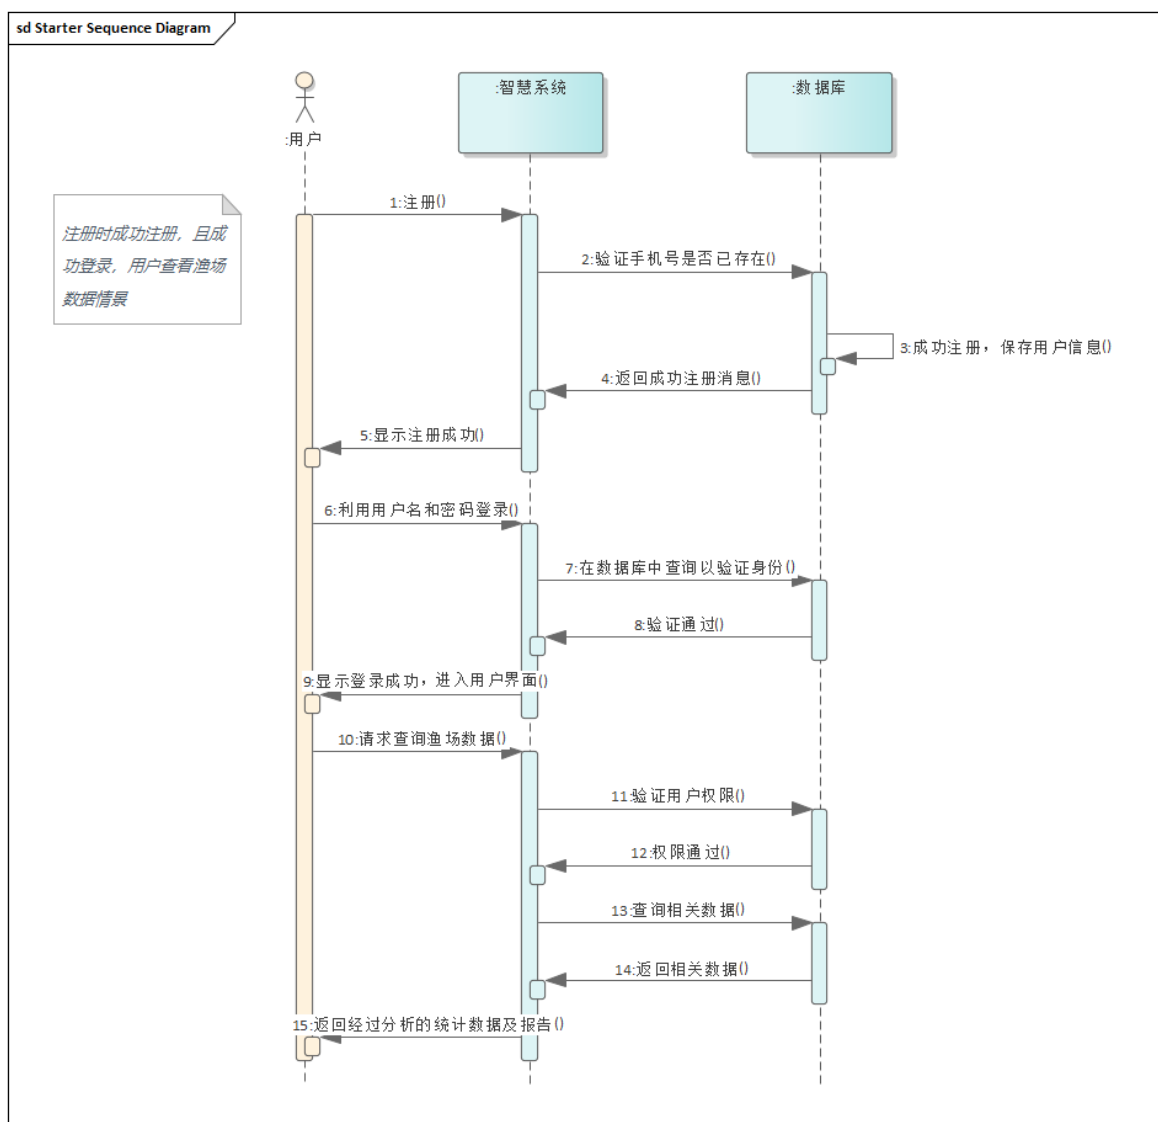 sd Starter Sequence Diagram
:用户
:智慧系统
:数据库
注册时成功注册，且成
功登录，用户查看渔场
数据情景
1:注册()
2:验证手机号是否已存在()
3:成功注册，保存用户信息()
4:返回成功注册消息()
5:显示注册成功()
6:利用用户名和密码登录()
7:在数据库中查询以验证身份()
8:验证通过()
9:显示登录成功，进入用户界面()
10:请求查询渔场数据()
11:验证用户权限()
12:权限通过()
13:查询相关数据()
14:返回相关数据()
15:返回经过分析的统计数据及报告()